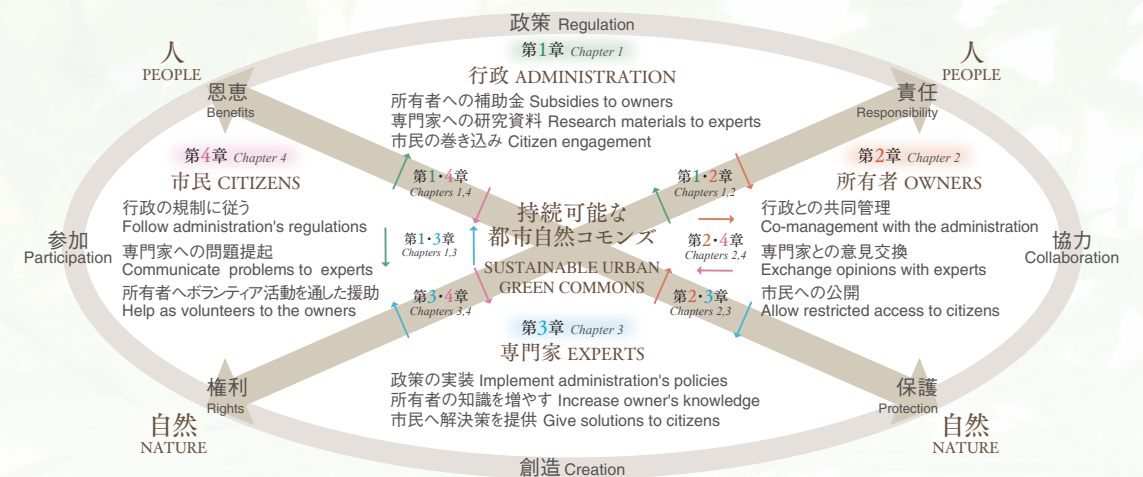 政策 Regulation
人
PEOPLE
人
PEOPLE
第1章 Chapter 1
行政 ADMINISTRATION
所有者への補助金 Subsidies to owners
専門家への研究資料 Research materials to experts
市民の巻き込み Citizen engagement
恩恵
Benefits
責任
Responsibility
第4章 Chapter 4
市民 CITIZENS
行政の規制に従う
Follow administration's regulations
専門家への問題提起
Communicate problems to experts
所有者へボランティア活動を通した援助
Help as volunteers to the owners
参加
Participation
第1・4章
Chapters 1,4
第1・2章
Chapters 1,2
第1・3章
Chapters 1,3
持続可能な
都市自然コモンズ
SUSTAINABLE URBAN
GREEN COMMONS
第2・4章
Chapters 2,4
第3・4章
Chapters 3,4
第2・3章
Chapters 2,3
第2章 Chapter 2
所有者 OWNERS
行政との共同管理
Co-management with the administration
専門家との意見交換
Exchange opinions with experts
市民への公開
Allow restricted access to citizens
協力
Collaboration
第3章 Chapter 3
専門家 EXPERTS
政策の実装 Implement administration's policies
所有者の知識を増やす Increase owner's knowledge
市民へ解決策を提供 Give solutions to citizens
権利
Rights
保護
Protection
自然
NATURE
自然
NATURE
創造 Creation